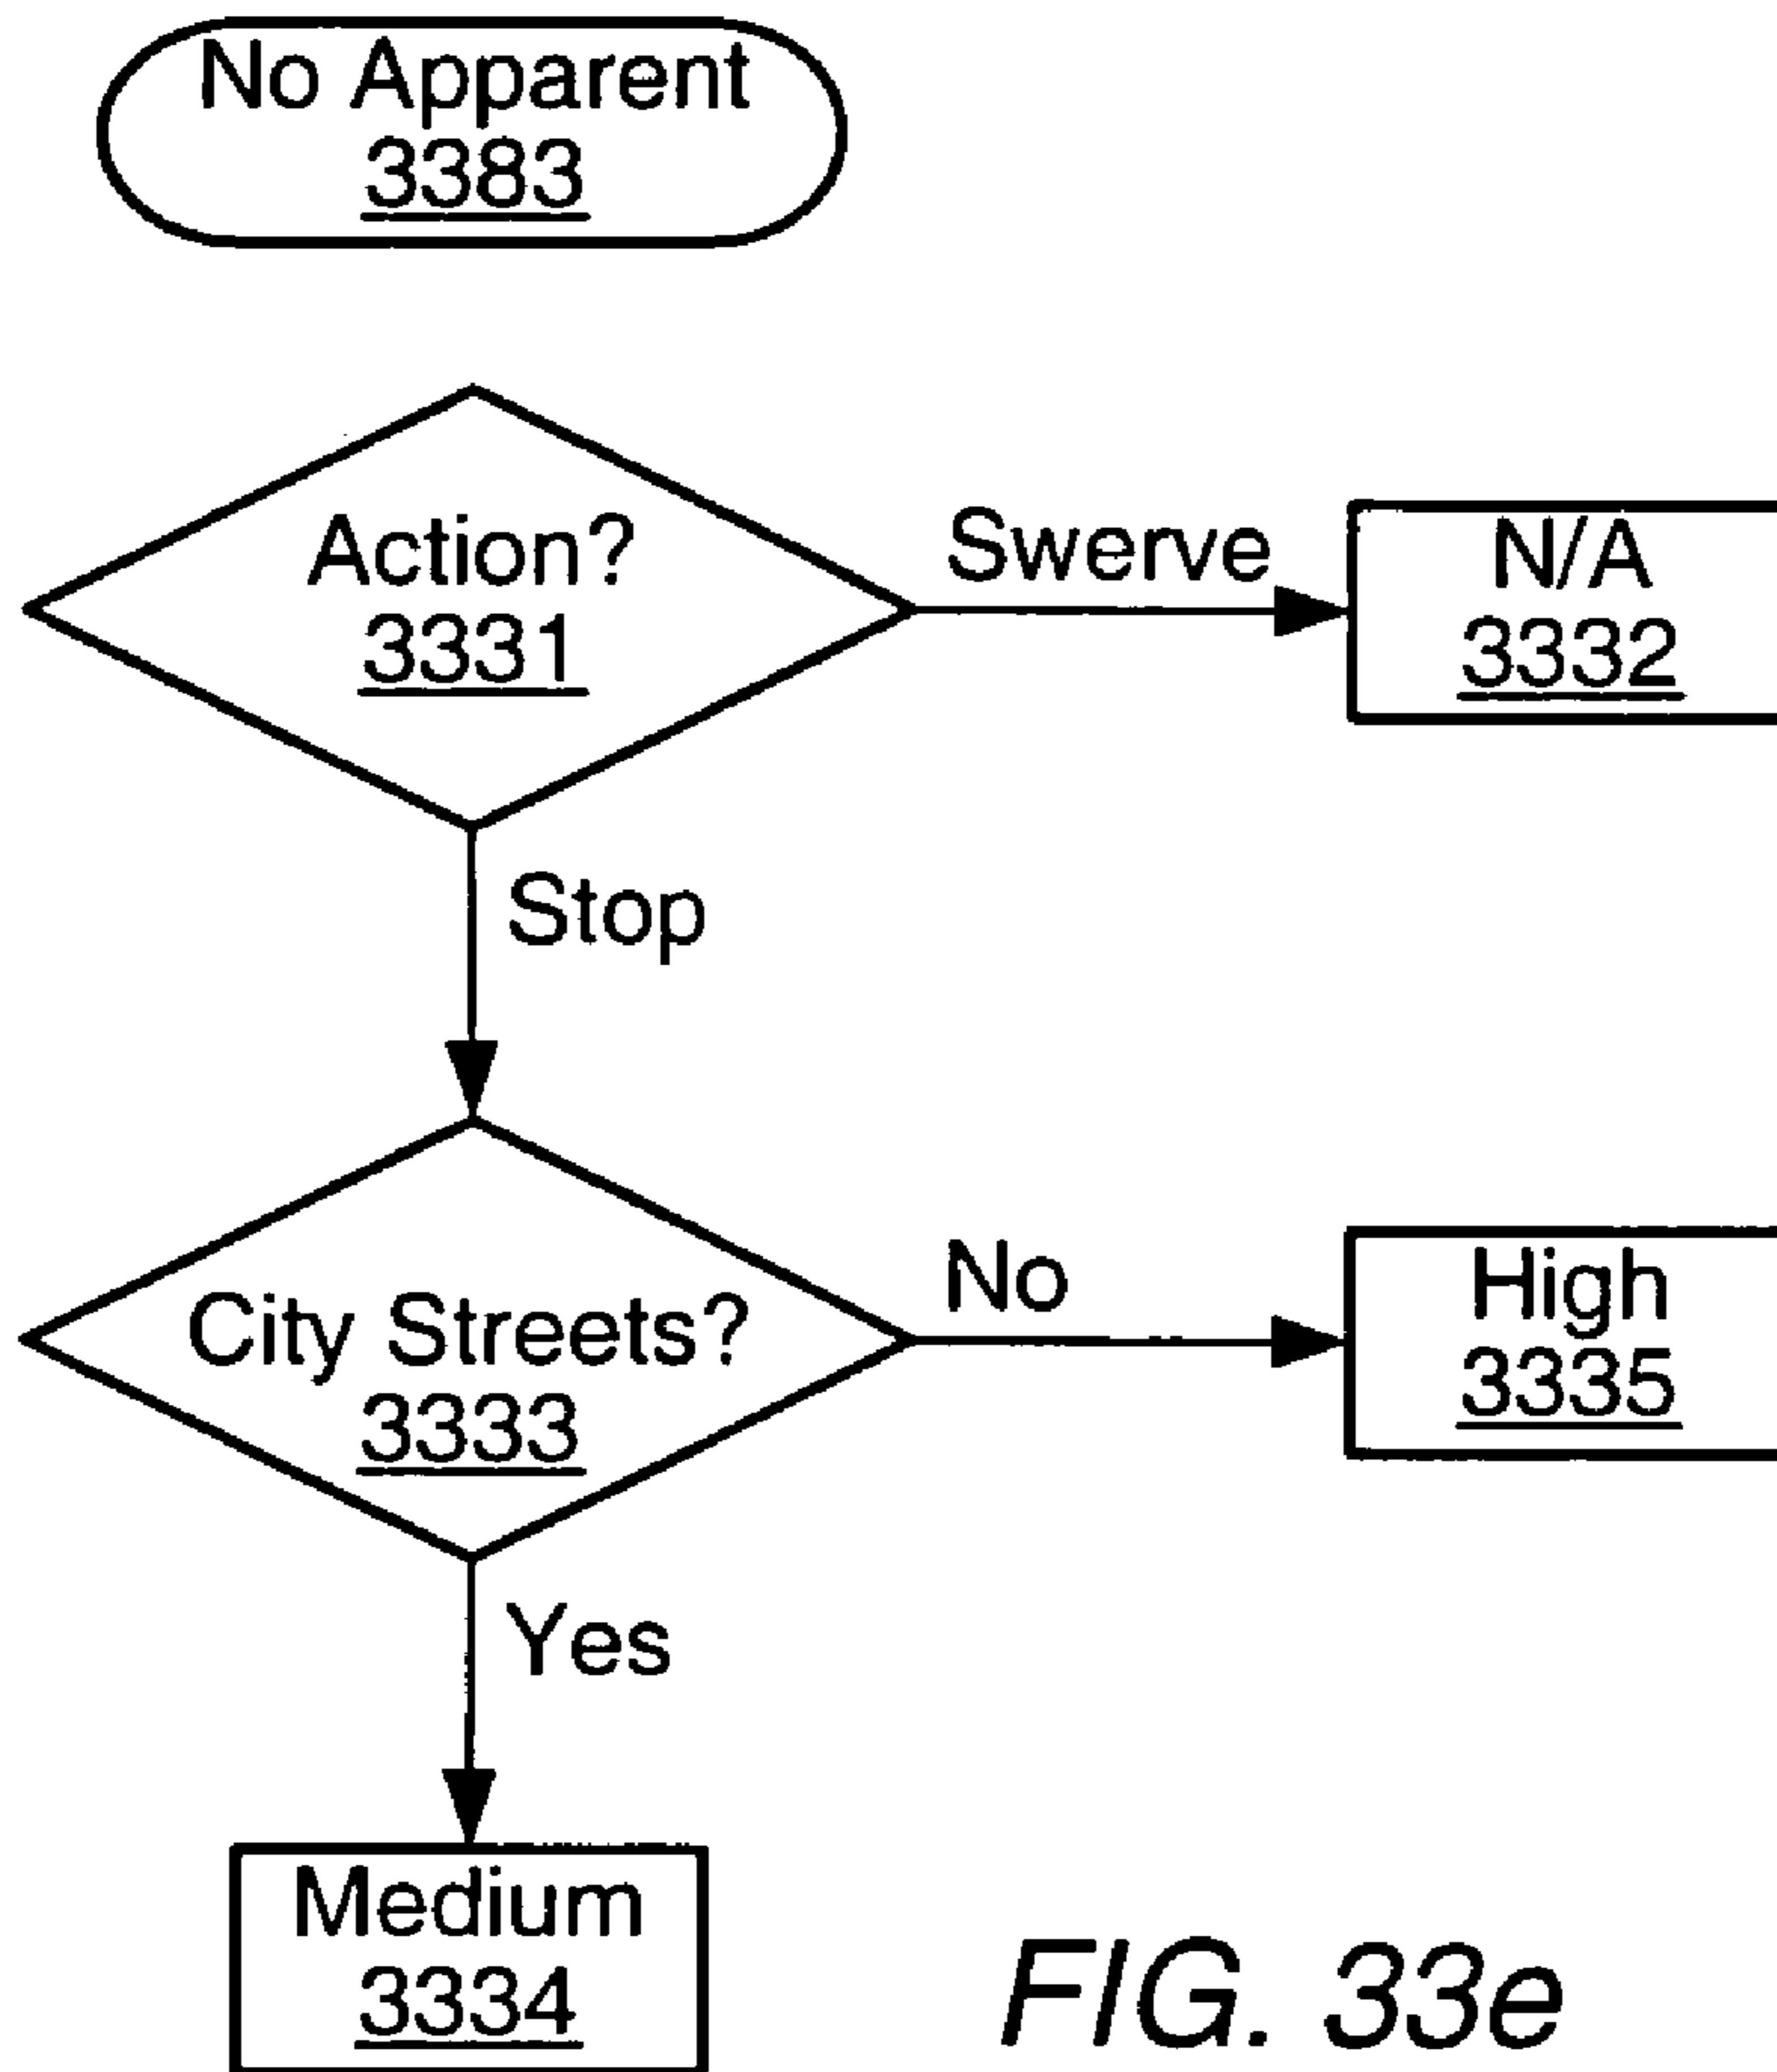 No Apparent
3383
Action?
3331
Swerve
N/A
3332
Stop
City Streets?
3333
No
High
3335
Yes
Medium
3334
FIG. 33e